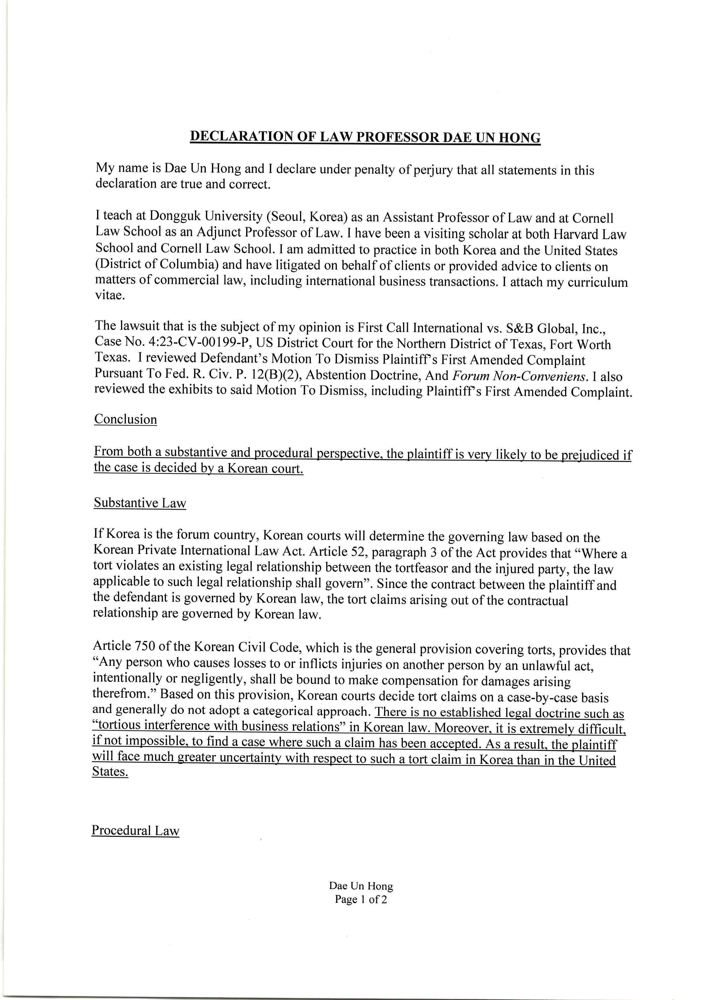 DECLARATION OF LAW PROFESSOR DAE UN HONG
My name is Dae Un Hong and I declare under penalty of perjury that all statements in this
declaration are true and correct.
I teach at Dongguk University (Seoul, Korea) as an Assistant Professor of Law and at Cornell
Law School as an Adjunct Professor of Law. I have been a visiting scholar at both Harvard Law
School and Cornell Law School. I am admitted to practice in both Korea and the United States
(District of Columbia) and have litigated on behalf of clients or provided advice to clients on
matters of commercial law, including international business transactions. I attach my curriculum
vitae.
The lawsuit that is the subject of my opinion is First Call International vs. S&B Global, Inc.,
Case No. 4:23-CV-00199-P, US District Court for the Northern District of Texas, Fort Worth
Texas.  I reviewed Defendant's Motion To Dismiss Plaintiff's First Amended Complaint
Pursuant To Fed. R. Civ. P. 12(B)(2), Abstention Doctrine, And Forum Non-Conveniens. I also
reviewed the exhibits to said Motion To Dismiss, including Plaintiff's First Amended Complaint.
Conclusion
From both a substantive and procedural perspective, the plaintiff is very likely to be prejudiced if
the case is decided by a Korean court.
Substantive Law
If Korea is the forum country, Korean courts will determine the governing law based on the
Korean Private International Law Act. Article 52, paragraph 3 of the Act provides that “Where a
tort violates an existing legal relationship between the tortfeasor and the injured party, the law
applicable to such legal relationship shall govern”. Since the contract between the plaintiff and
the defendant is governed by Korean law, the tort claims arising out of the contractual
relationship are governed by Korean law.
Article 750 of the Korean Civil Code, which is the general provision covering torts, provides that
“Any person who causes losses to or inflicts injuries on another person by an unlawful act,
intentionally or negligently, shall be bound to make compensation for damages arising
therefrom.” Based on this provision, Korean courts decide tort claims on a case-by-case basis
and generally do not adopt a categorical approach. There is no established legal doctrine such as
“tortious interference with business relations” in Korean law. Moreover, it is extremely difficult,
if not impossible, to find a case where such a claim has been accepted. As a result, the plaintiff
will face much greater uncertainty with respect to such a tort claim in Korea than in the United
States.
Procedural Law
Dae Un Hong
Page 1 of 2